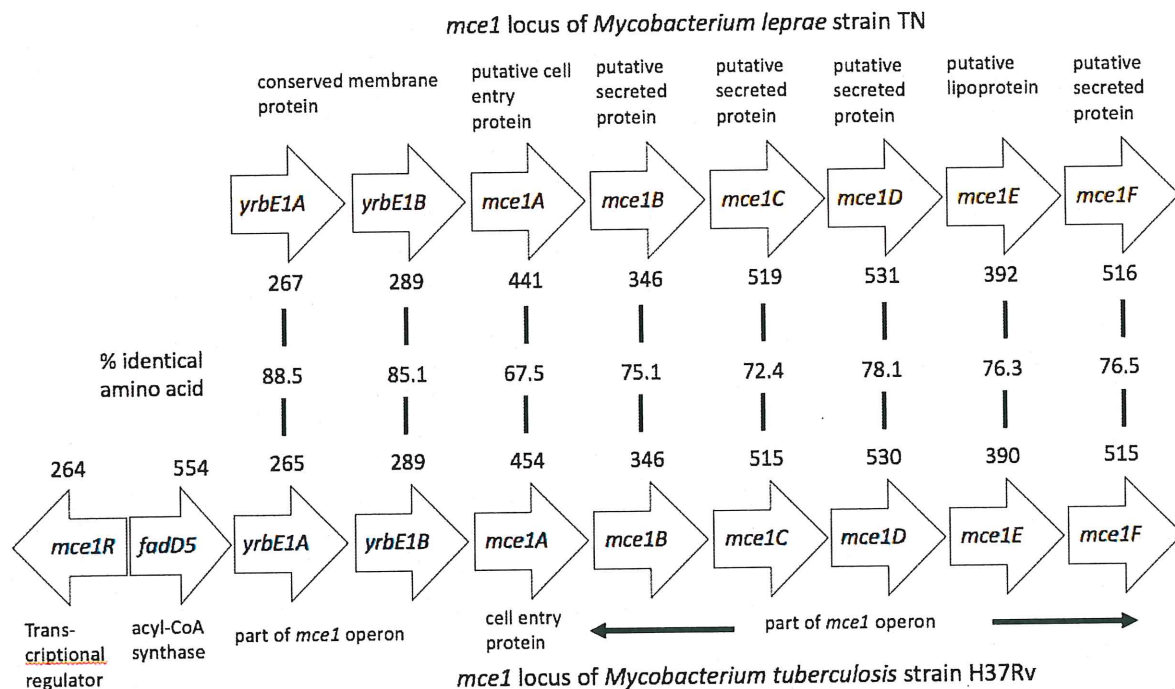 mce1 locus of Mycobacterium leprae strain TN
conserved membrane
protein
putative cell
entry
protein
putative
secreted
protein
putative
secreted
protein
putative
secreted
protein
putative
lipoprotein
putative
secreted
protein
yrbE1A yrbE1B mce1A mce1B mce1C mce1D mce1E mce1F
267 289 441 346 519 531 392 516
% identical
amino acid
88.5 85.1 67.5 75.1 72.4 78.1 76.3 76.5
264 554 265 289 454 346 515 530 390 515
mce1R fadD5 yrbE1A yrbE1B mce1A mce1B mce1C mce1D mce1E mce1F
Trans-
criptional
regulator
acyl-CoA
synthase
part of mce1 operon
cell entry
protein
part of mce1 operon
mce1 locus of Mycobacterium tuberculosis strain H37Rv